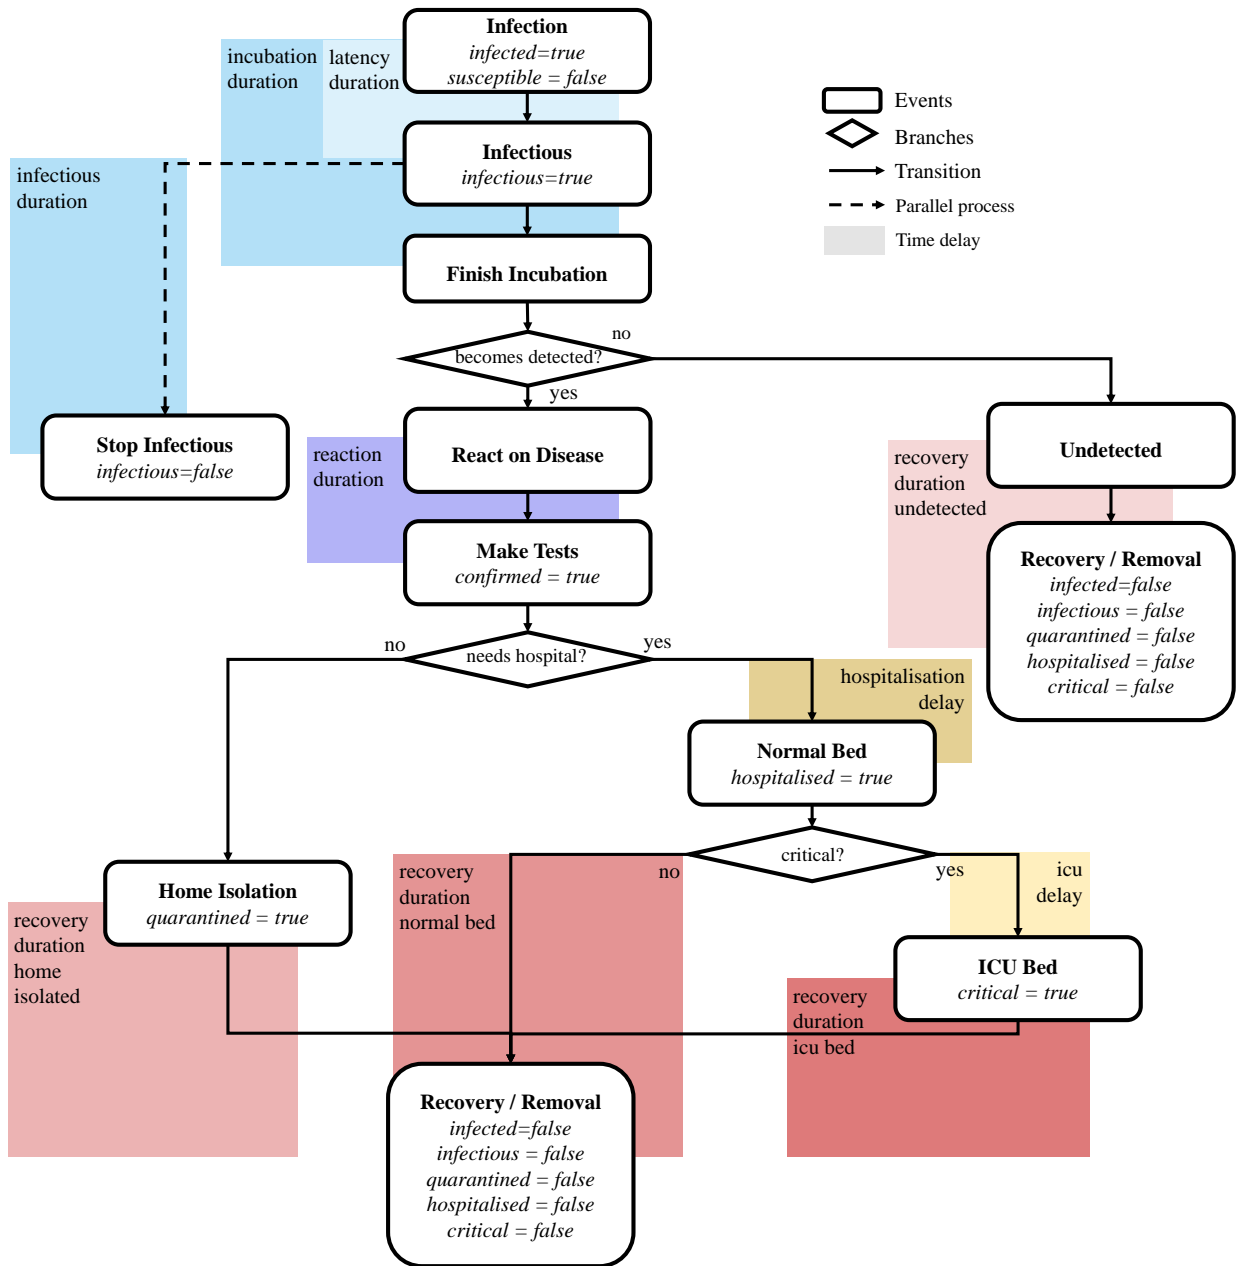 Infection
infected=true
susceptible = false
incubation
duration
latency
duration
Events
Branches
Transition
Parallel process
Time delay
Infectious
infectious=true
infectious
duration
Finish Incubation
becomes detected?
no
yes
Stop Infectious
infectious=false
reaction
duration
React on Disease
recovery
duration
undetected
Undetected
Make Tests
confirmed = true
Recovery / Removal
infected=false
infectious = false
quarantined = false
hospitalised = false
critical = false
no
needs hospital?
yes
hospitalisation
delay
Normal Bed
hospitalised = true
critical?
no
yes
icu
delay
Home Isolation
quarantined = true
recovery
duration
home
isolated
recovery
duration
normal bed
ICU Bed
critical = true
recovery
duration
icu bed
Recovery / Removal
infected=false
infectious = false
quarantined = false
hospitalised = false
critical = false